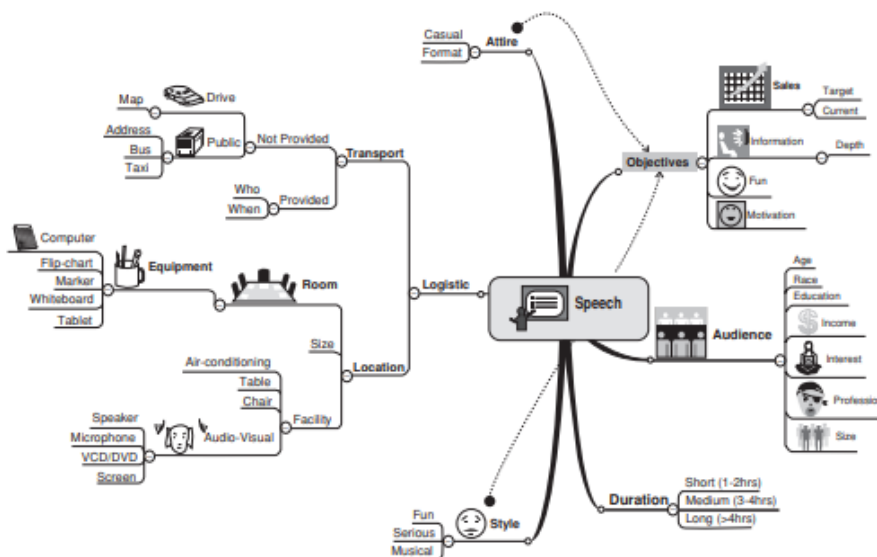 Casual
Format
Attire
Map
Drive
Address
Bus
Taxi
Public
Not Provided
Transport
Who
When
Provided
Computer
Flip-chart
Marker
Whiteboard
Tablet
Equipment
Room
Size
Logistic
Location
Air-conditioning
Table
Chair
Facility
Speaker
Microphone
VCD/DVD
Screen
Audio-Visual
Speech
Objectives
Sales
Target
Current
Information
Depth
Fun
Motivation
Audience
Age
Race
Education
Income
Interest
Professio
Size
Duration
Short (1-2hrs)
Medium (3-4hrs)
Long (>4hrs)
Fun
Serious
Musical
Style